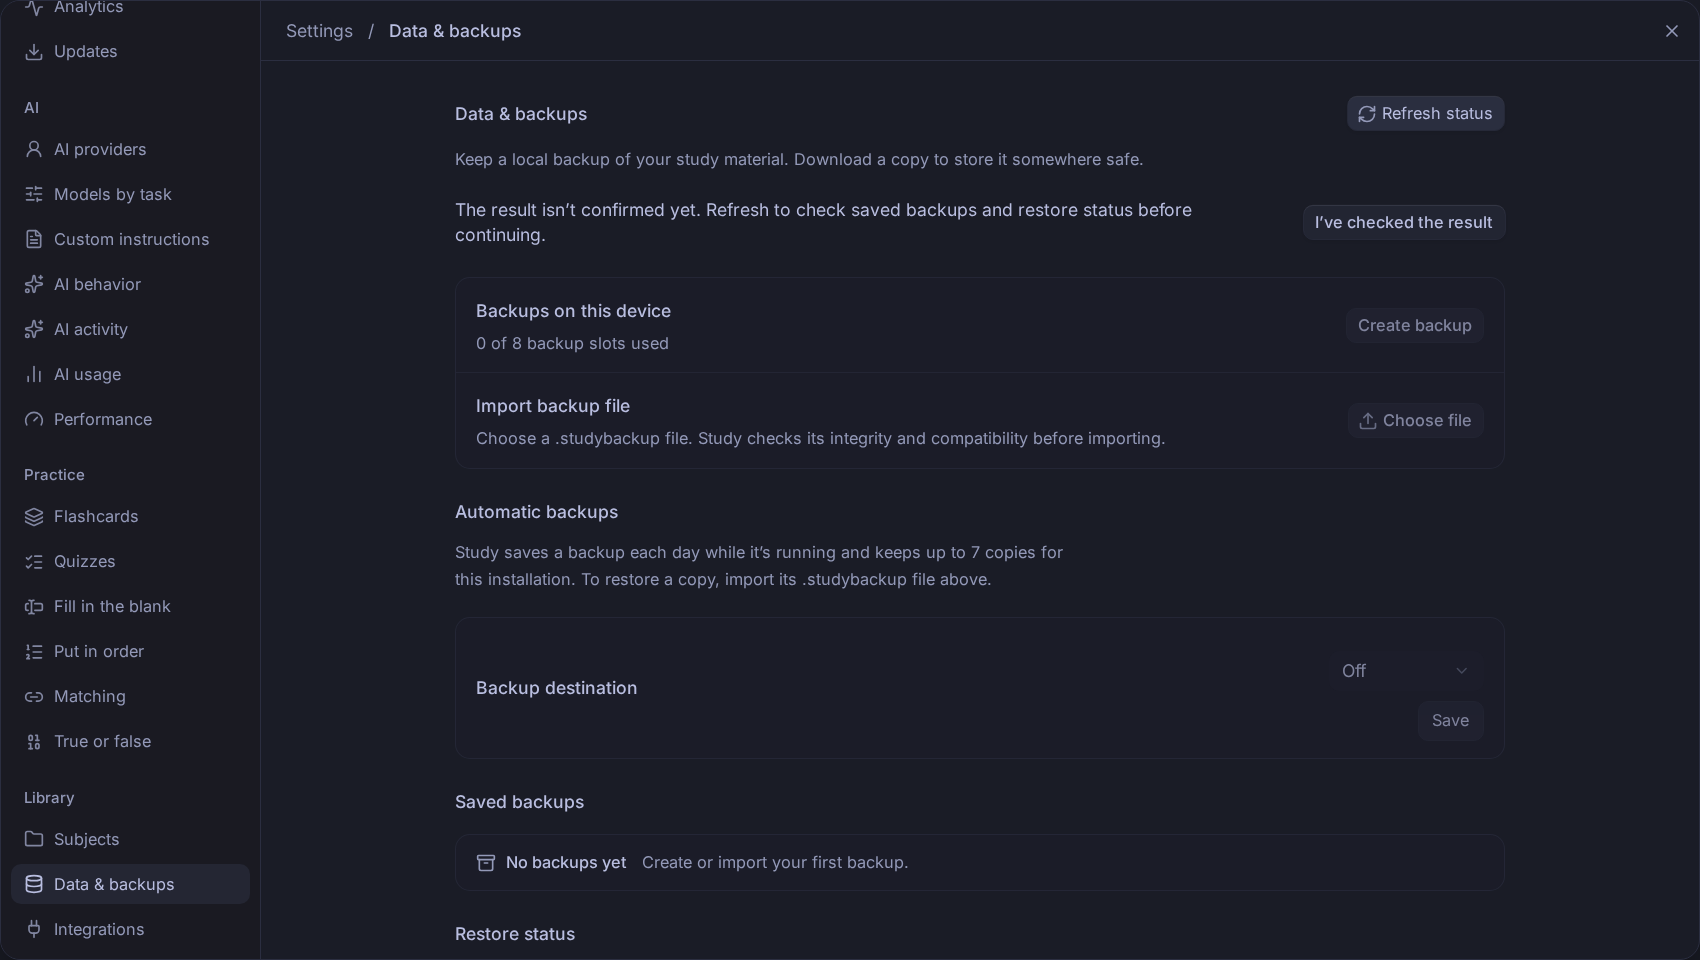 Analytics
Updates
AI
AI providers
Models by task
Custom instructions
AI behavior
AI activity
AI usage
Performance
Practice
Flashcards
Quizzes
Fill in the blank
Put in order
Matching
True or false
Library
Subjects
Data & backups
Integrations
Settings / Data & backups
Data & backups
Refresh status
Keep a local backup of your study material. Download a copy to store it somewhere safe.
The result isn’t confirmed yet. Refresh to check saved backups and restore status before
continuing.
I’ve checked the result
Backups on this device
0 of 8 backup slots used
Create backup
Import backup file
Choose a .studybackup file. Study checks its integrity and compatibility before importing.
Choose file
Automatic backups
Study saves a backup each day while it’s running and keeps up to 7 copies for
this installation. To restore a copy, import its .studybackup file above.
Backup destination
Off
Save
Saved backups
No backups yet Create or import your first backup.
Restore status